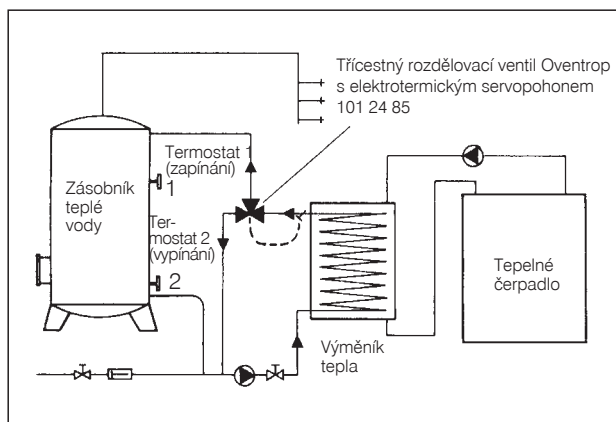 Třícestný rozdělovací ventil Oventrop
s elektrotermickým servopohonem
101 24 85
Termostat 1
(zapínání)
1
Zásobník
teplé
vody
Ter-
mostat 2
(vypínání)
2
Tepelné
čerpadlo
Výměník
tepla